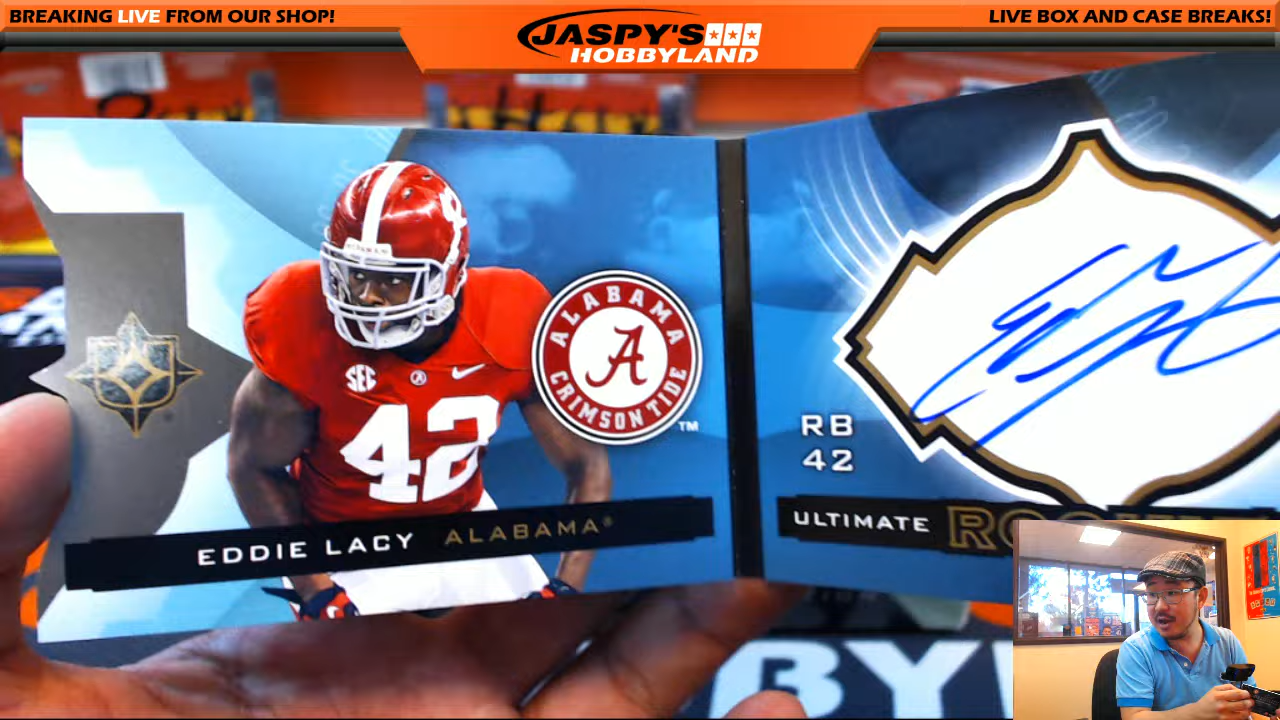 BREAKING LIVE FROM OUR SHOP!
JASPY'S
HOBBYLAND
LIVE BOX AND CASE BREAKS!
ALABAMA
A
CRIMSON TIDE
TM
SEC
42
RB
42
EDDIE LACY ALABAMA®
ULTIMATE
BY